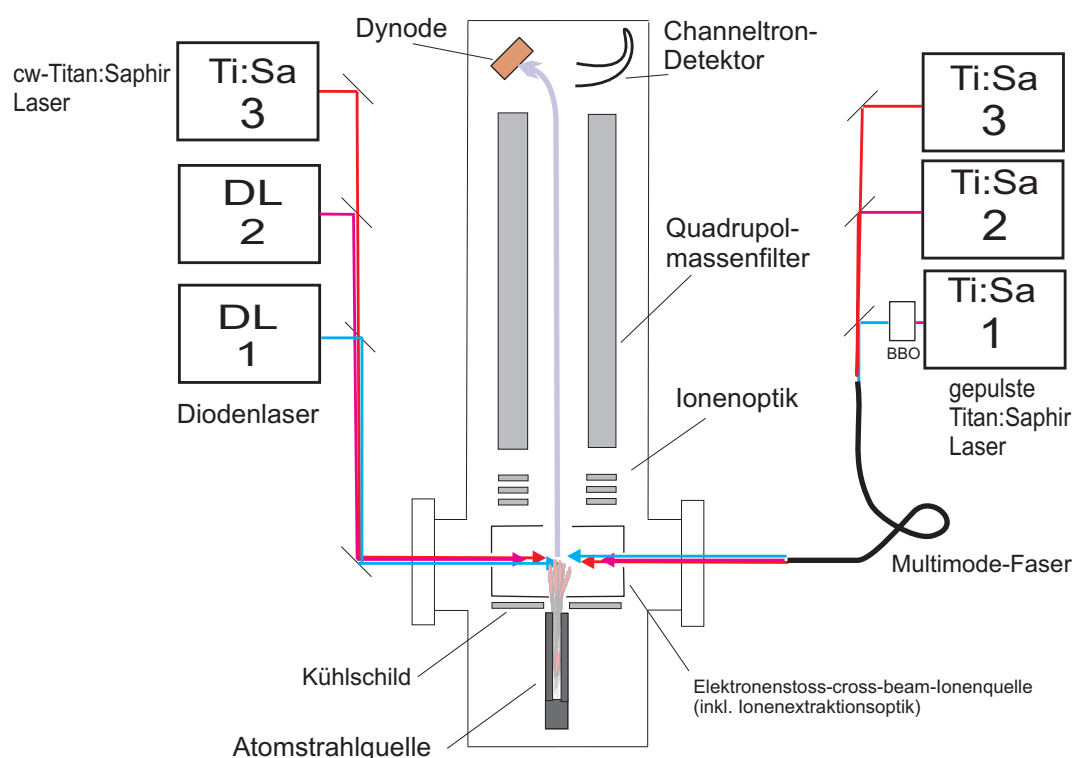 Dynode
Channeltron-
Detektor
cw-Titan:Saphir
Laser
Ti:Sa
3
DL
2
DL
1
Diodenlaser
Ti:Sa
3
Ti:Sa
2
Ti:Sa
1
BBO
gepulste
Titan:Saphir
Laser
Quadrupol-
massenfilter
Ionenoptik
Multimode-Faser
Kühlschild
Elektronenstoss-cross-beam-Ionenquelle
(inkl. Ionenextraktionsoptik)
Atomstrahlquelle